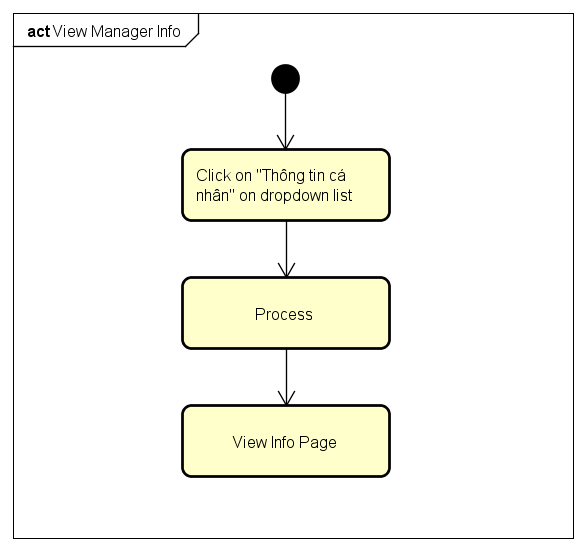 act View Manager Info
Click on "Thông tin cá
nhân" on dropdown list
Process
View Info Page